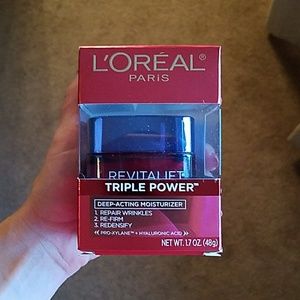 L'ORÉAL®
PARIS
REVITALIFT
TRIPLE POWER™
DEEP-ACTING MOISTURIZER
1. REPAIR WRINKLES
2. RE-FIRM
3. REDENSIFY
PRO-XYLANE™ + HYALURONIC ACID
NET WT. 1.7 OZ. (48g)